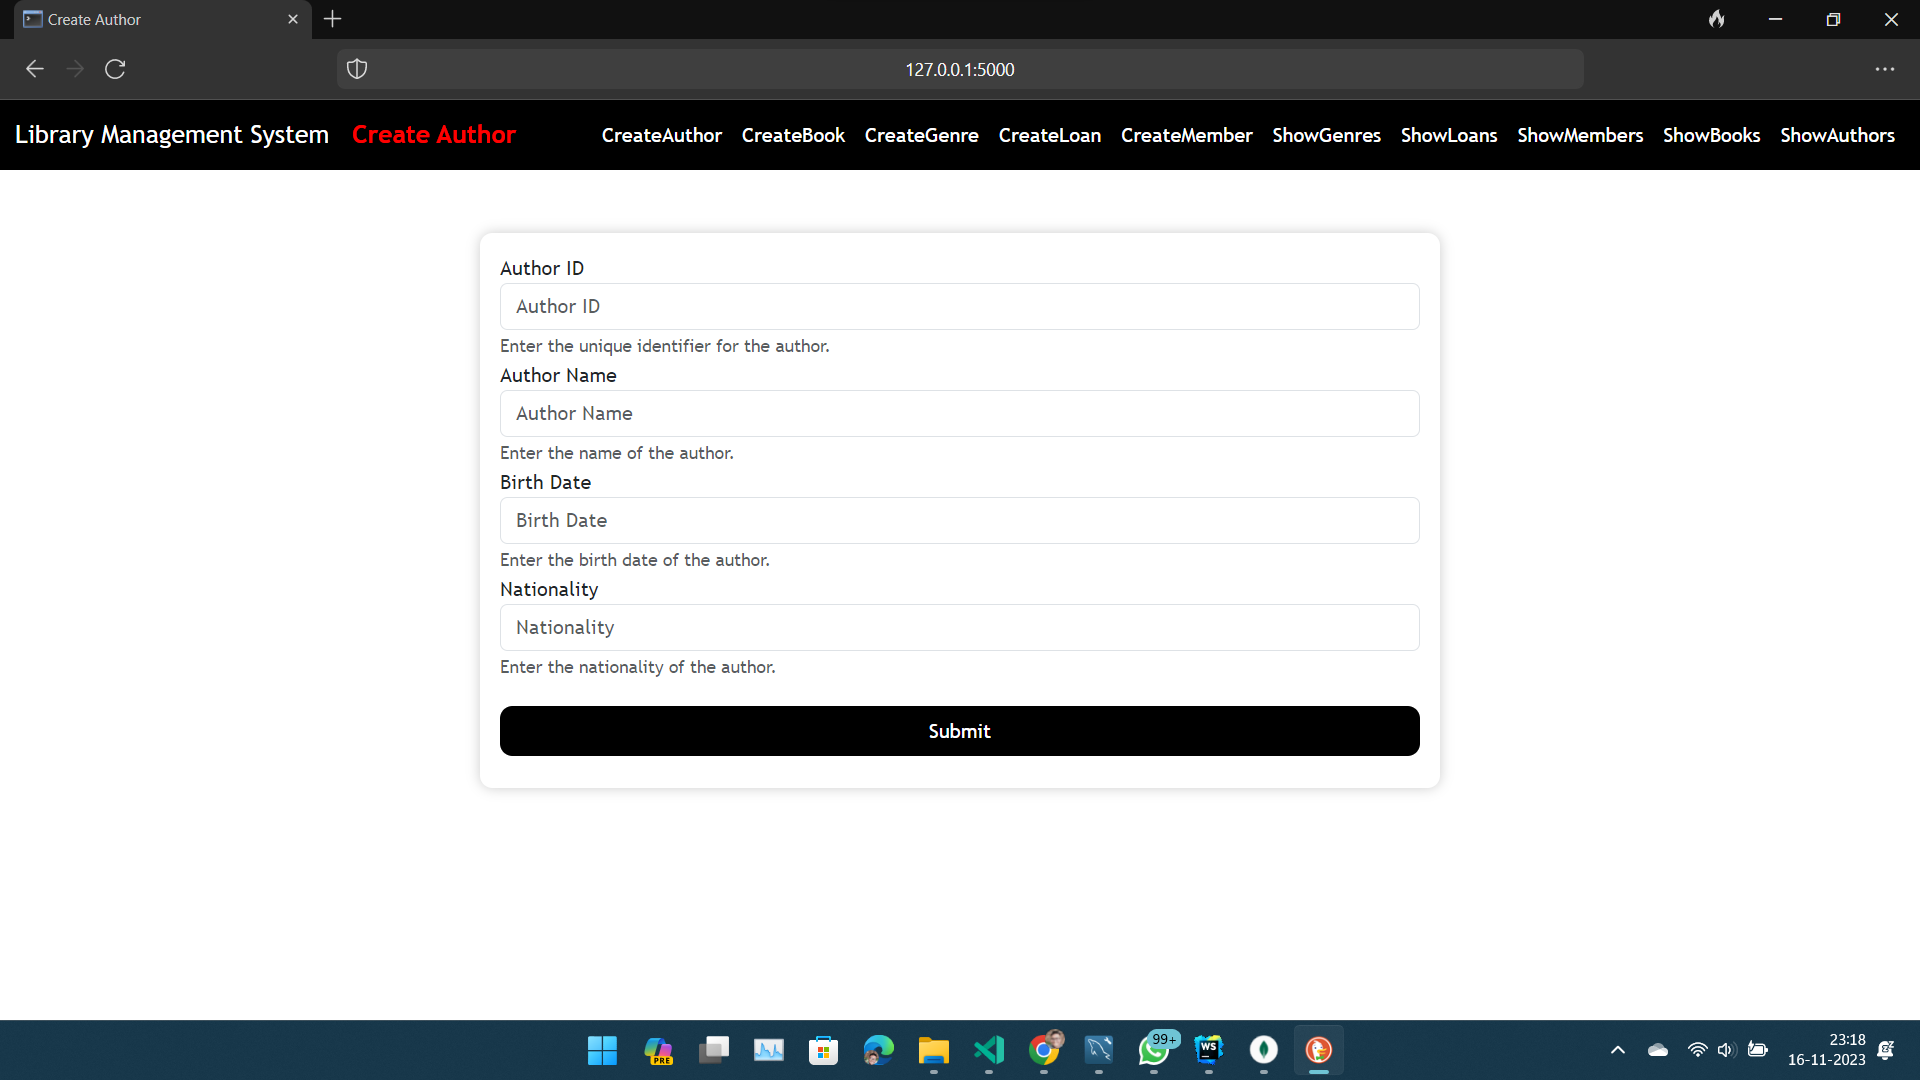 Create Author
127.0.0.1:5000
Library Management System Create Author CreateAuthor CreateBook CreateGenre CreateLoan CreateMember ShowGenres ShowLoans ShowMembers ShowBooks ShowAuthors
Author ID
Author ID
Enter the unique identifier for the author.
Author Name
Author Name
Enter the name of the author.
Birth Date
Birth Date
Enter the birth date of the author.
Nationality
Nationality
Enter the nationality of the author.
Submit
PRE
99+
WS
23:18
16-11-2023